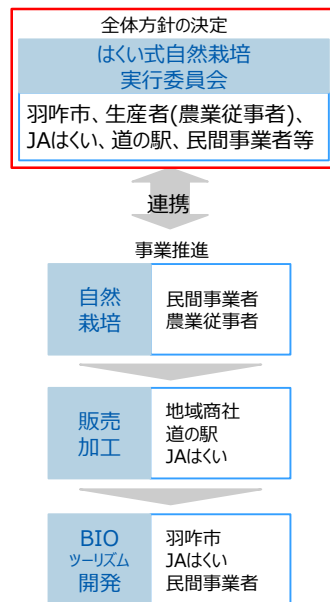 全体方針の決定
はくい式自然栽培
実行委員会
羽咋市、生産者(農業従事者)、
JAはくい、道の駅、民間事業者等
連携
事業推進
自然
栽培
民間事業者
農業従事者
販売
加工
地域商社
道の駅
JAはくい
BIO
ツーリズム
開発
羽咋市
JAはくい
民間事業者